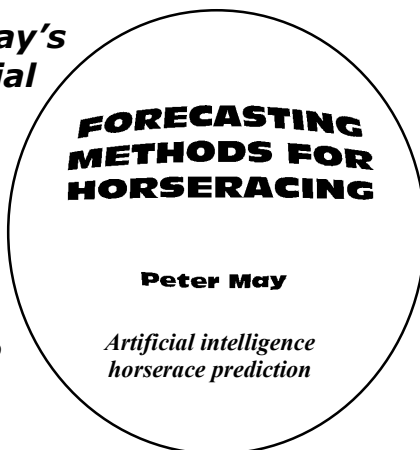 ay's
ial
FORECASTING
METHODS FOR
HORSERACING
Peter May
Artificial intelligence
horserace prediction